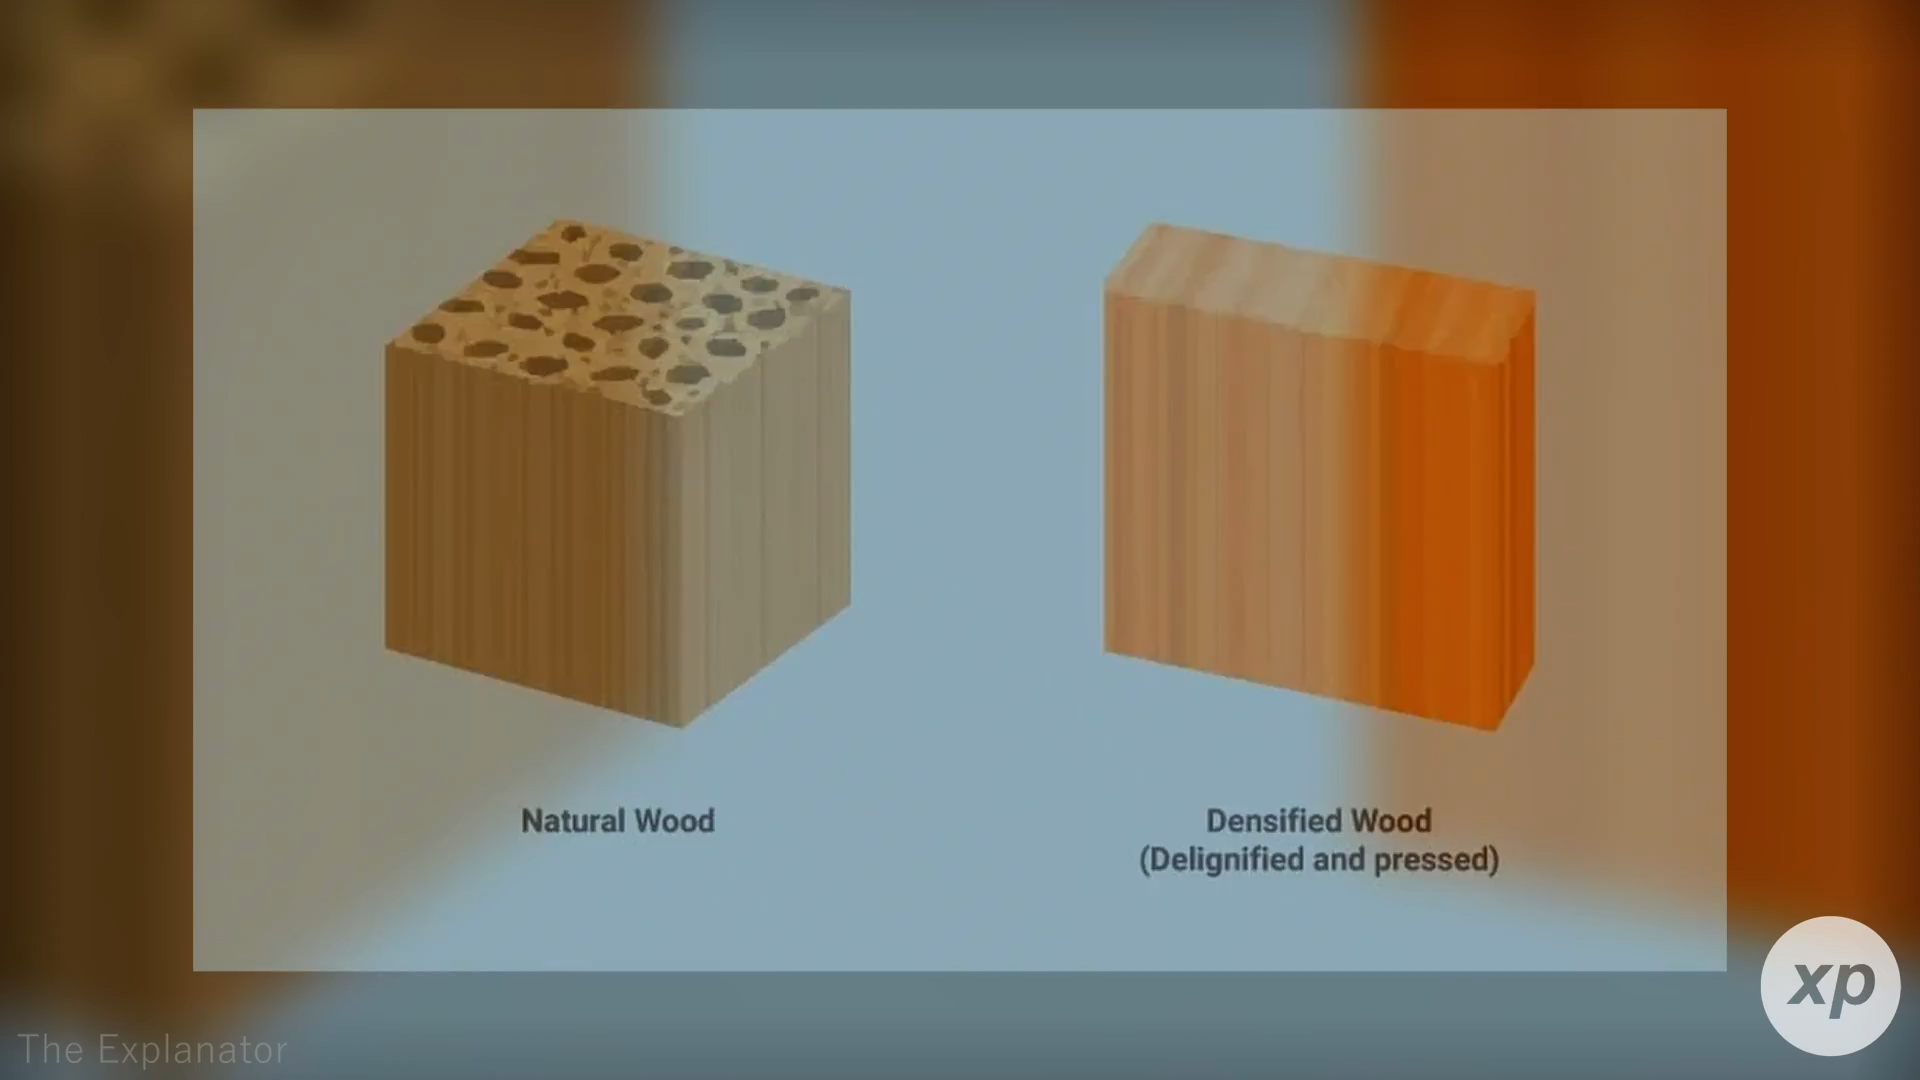 Natural Wood
Densified Wood
(Delignified and pressed)
xp
The Explanator